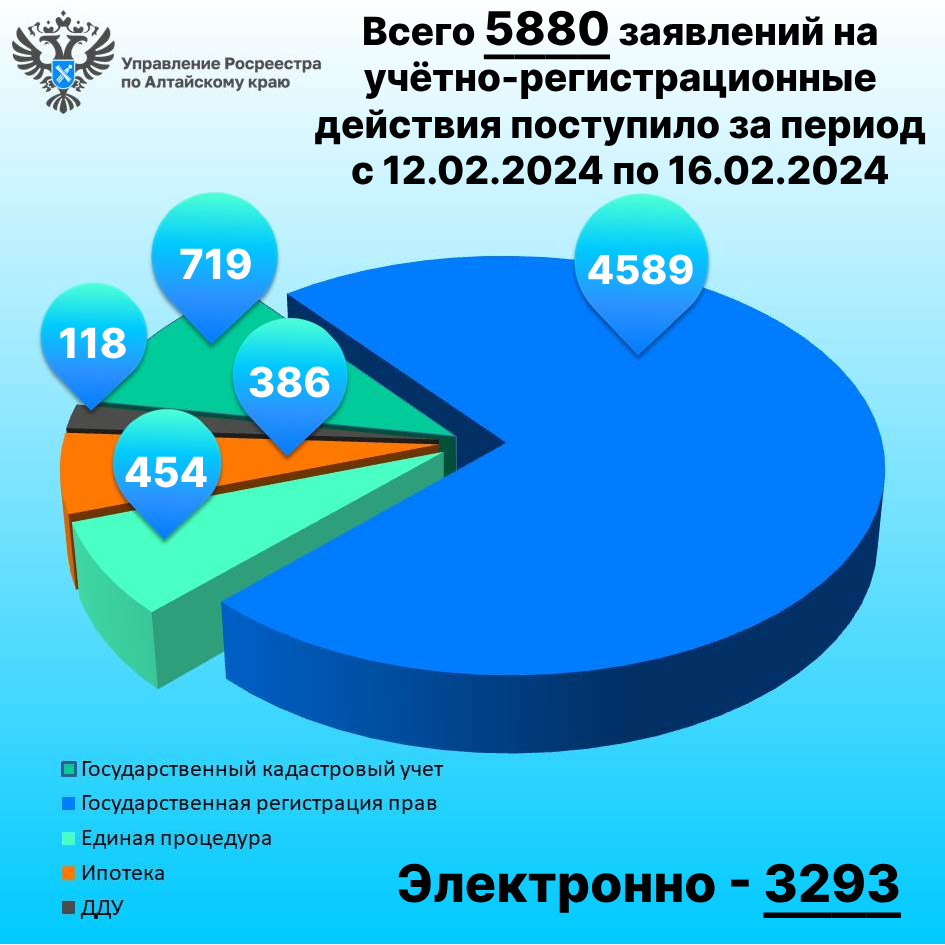 Управление Росреестра
по Алтайскому краю
Всего 5880 заявлений на
учётно-регистрационные
действия поступило за период
с 12.02.2024 по 16.02.2024
719
4589
118
386
454
Государственный кадастровый учет
Государственная регистрация прав
Единая процедура
Ипотека
ДДУ
Электронно - 3293